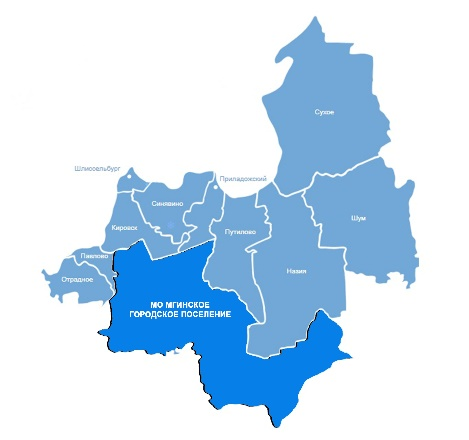 Сухое
Шлиссельбург
Приладожский
Синявино
Шум
Кировск
Путилово
Павлово
Назия
Отрадное
МО МГИНСКОЕ
ГОРОДСКОЕ ПОСЕЛЕНИЕ